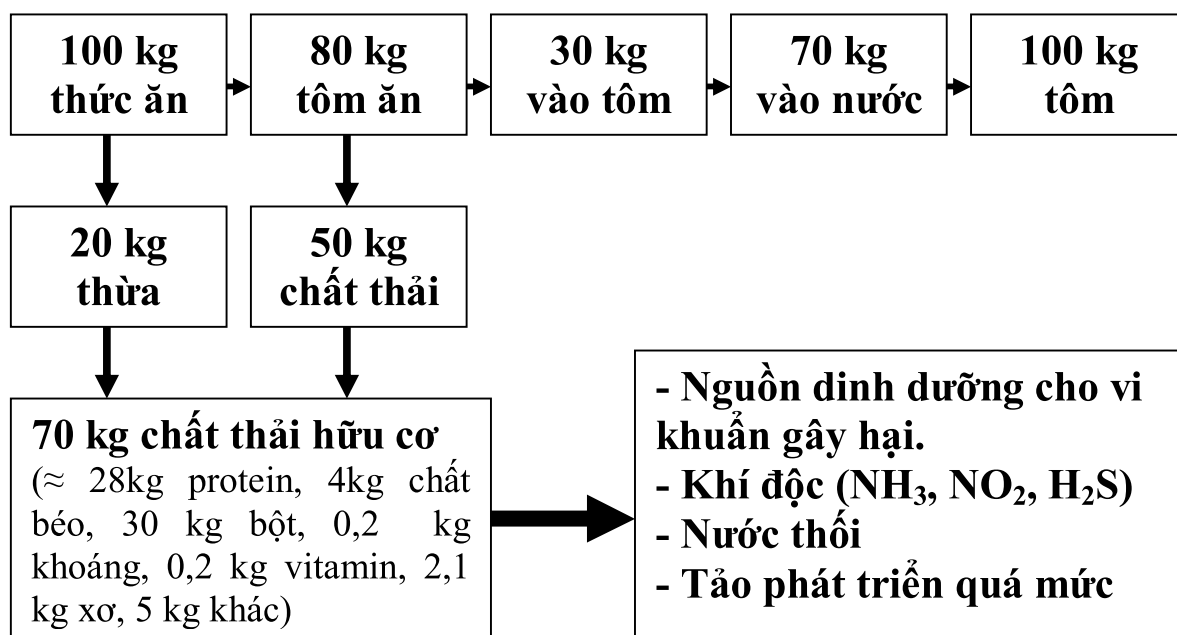 100 kg
thức ăn
80 kg
tôm ăn
30 kg
vào tôm
70 kg
vào nước
100 kg
tôm
20 kg
thừa
50 kg
chất thải
70 kg chất thải hữu cơ
(≈ 28kg protein, 4kg chất
béo, 30 kg bột, 0,2 kg
khoáng, 0,2 kg vitamin, 2,1
kg xơ, 5 kg khác)
- Nguồn dinh dưỡng cho vi
khuẩn gây hại.
- Khí độc (NH₃, NO₂, H₂S)
- Nước thối
- Tảo phát triển quá mức